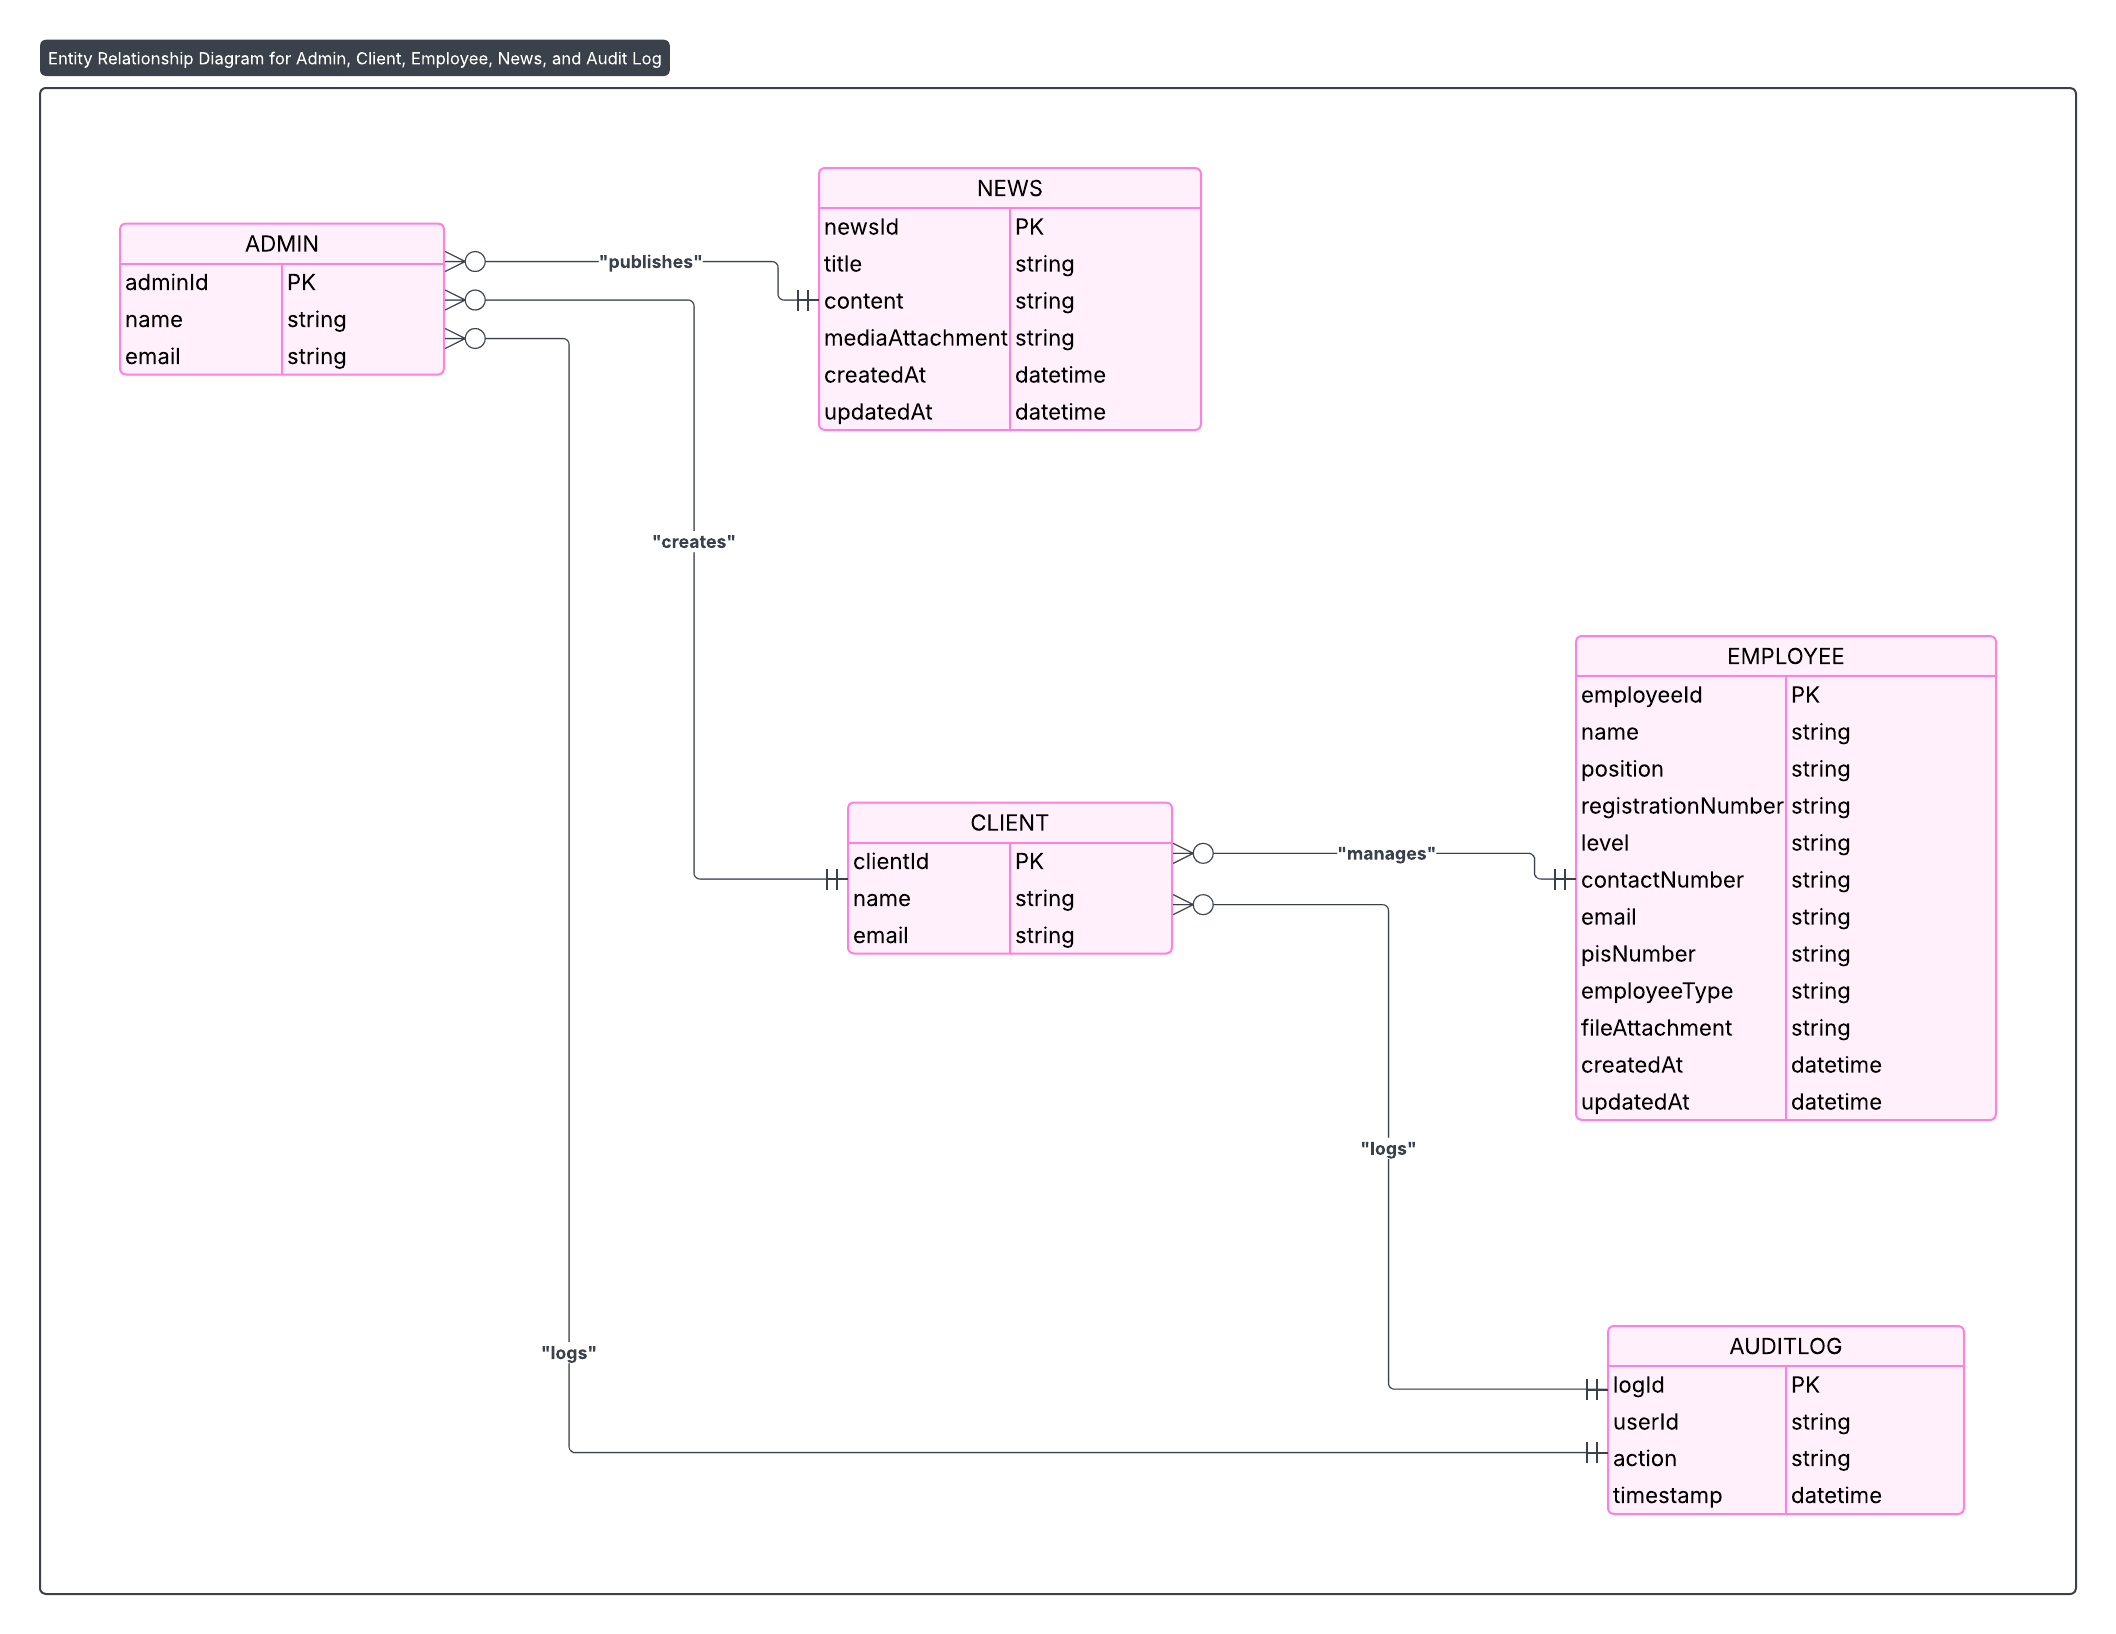 Entity Relationship Diagram for Admin, Client, Employee, News, and Audit Log
ADMIN
adminId PK
name string
email string
"publishes"
NEWS
newsId PK
title string
content string
mediaAttachment string
createdAt datetime
updatedAt datetime
"creates"
CLIENT
clientId PK
name string
email string
"manages"
EMPLOYEE
employeeId PK
name string
position string
registrationNumber string
level string
contactNumber string
email string
pisNumber string
employeeType string
fileAttachment string
createdAt datetime
updatedAt datetime
"logs"
"logs"
AUDITLOG
logId PK
userId string
action string
timestamp datetime